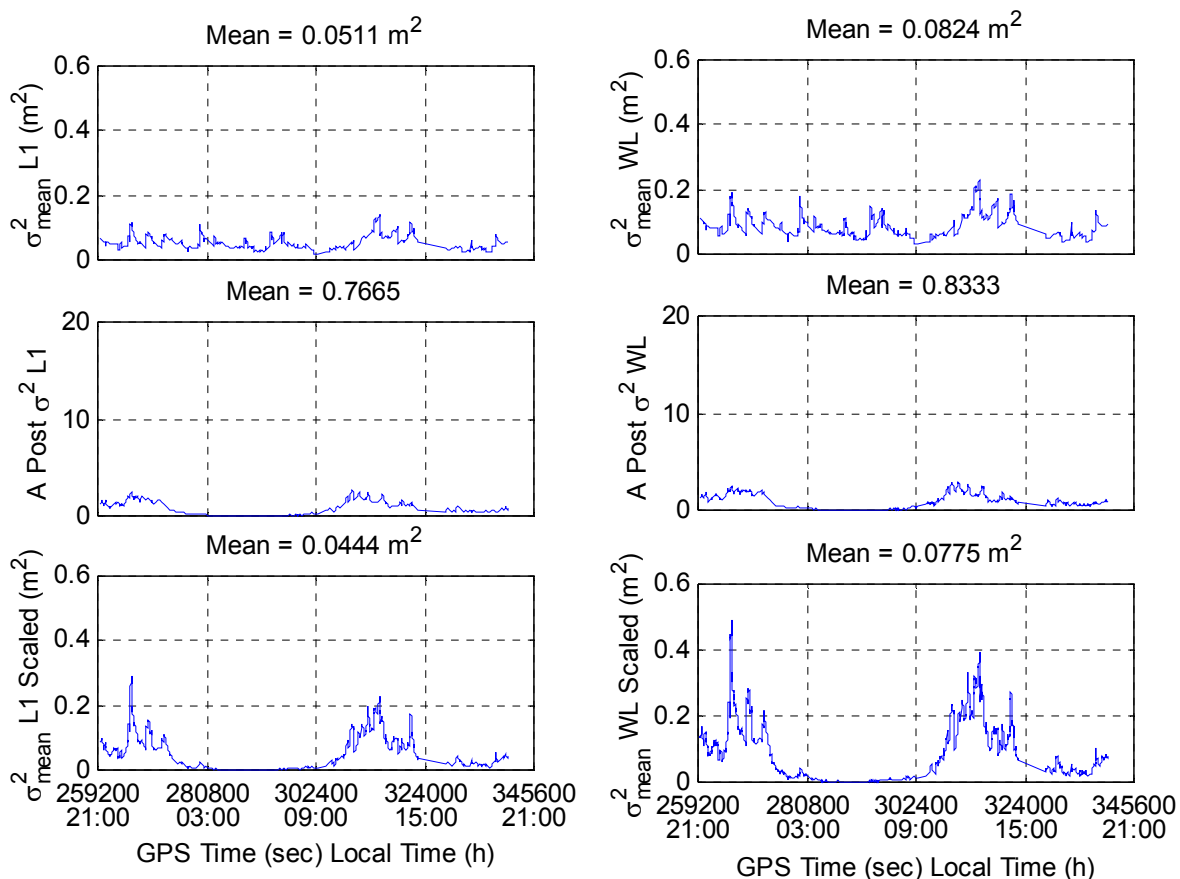 Mean = 0.0511 m²
σ²mean L1 (m²)
0.6
0.4
0.2
0
Mean = 0.0824 m²
σ²mean WL (m²)
0.6
0.4
0.2
0
Mean = 0.7665
A Post σ² L1
20
10
0
Mean = 0.8333
A Post σ² WL
20
10
0
Mean = 0.0444 m²
σ²mean L1 Scaled (m²)
0.6
0.4
0.2
0
259200 280800 302400 324000 345600
21:00 03:00 09:00 15:00 21:00
GPS Time (sec) Local Time (h)
Mean = 0.0775 m²
σ²mean WL Scaled (m²)
0.6
0.4
0.2
0
259200 280800 302400 324000 345600
21:00 03:00 09:00 15:00 21:00
GPS Time (sec) Local Time (h)